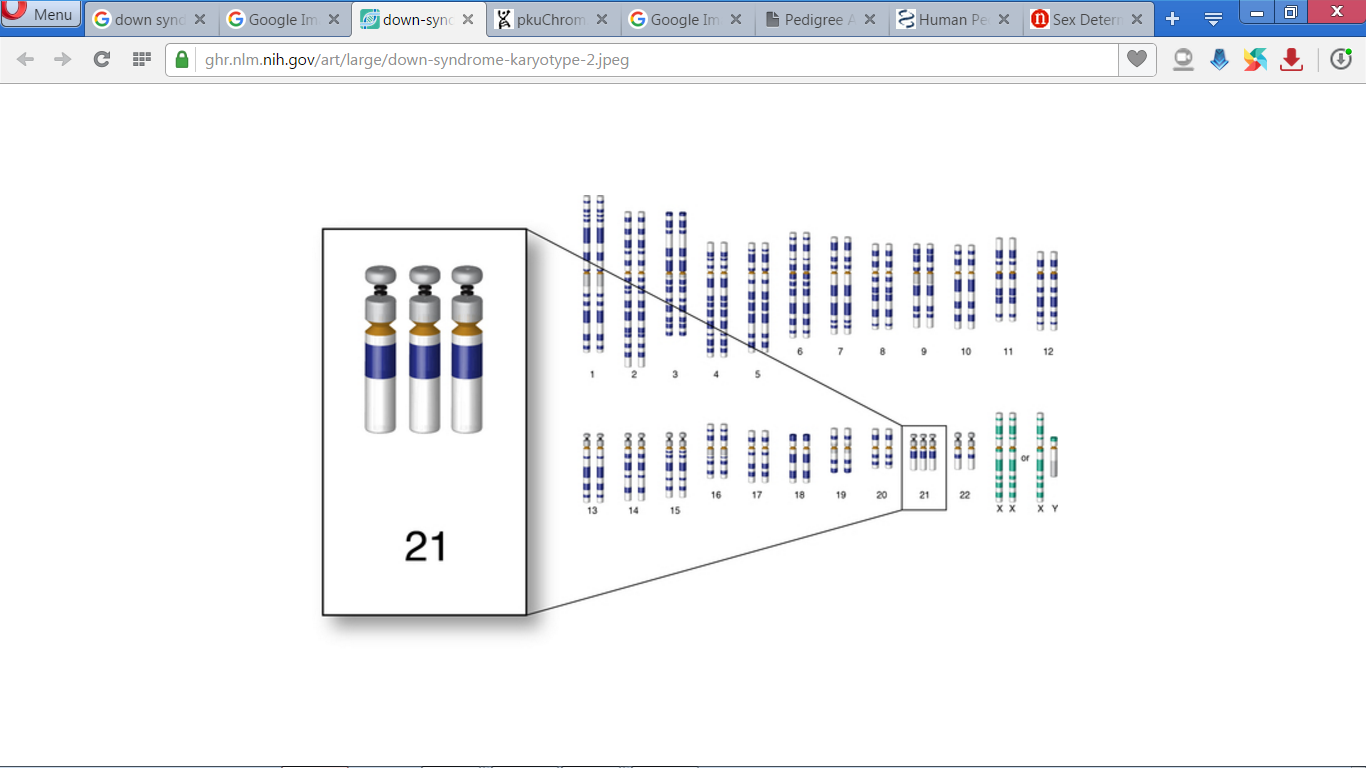 Menu
down synd
Google Im
down-sync
pkuChrom
Google Im
Pedigree A
Human Pe
Sex Deterr
ghr.nlm.nih.gov/art/large/down-syndrome-karyotype-2.jpeg
1 2 3 4 5 6 7 8 9 10 11 12
21
13 14 15 16 17 18 19 20 21 22 X X or X Y